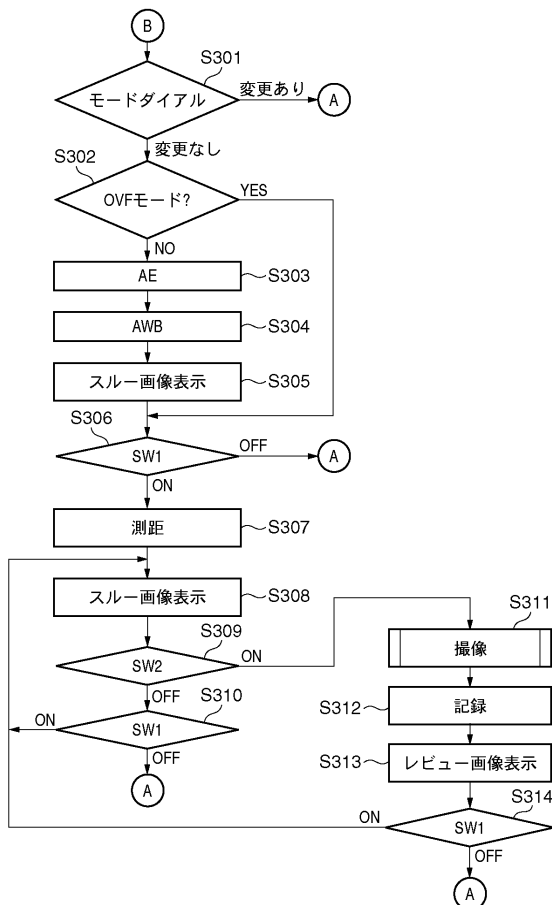 B
S301
モードダイアル
変更あり
A
変更なし
S302
OVFモード?
YES
NO
AE
S303
AWB
S304
スルー画像表示
S305
S306
SW1
OFF
A
ON
測距
S307
スルー画像表示
S308
S309
SW2
ON
OFF
S310
ON
SW1
OFF
A
S311
撮像
S312
記録
S313
レビュー画像表示
S314
ON
SW1
OFF
A